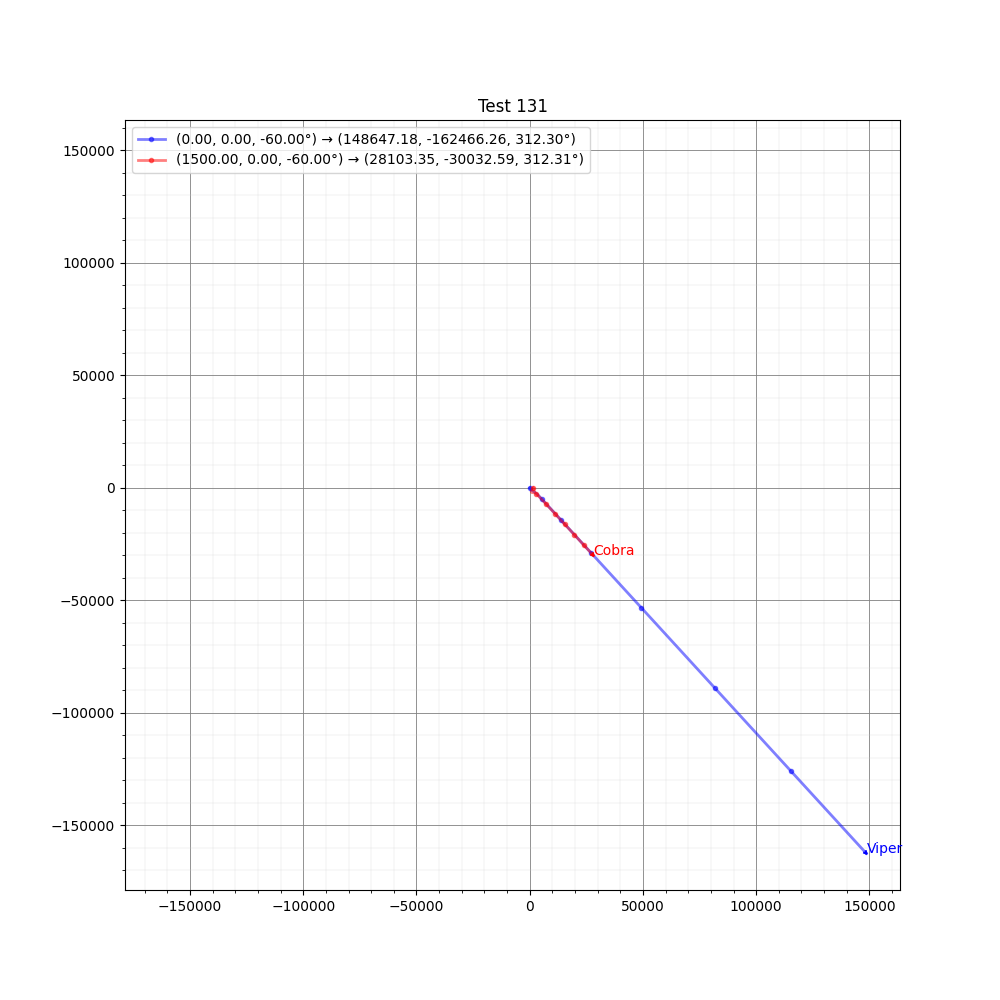 Test 131
(0.00, 0.00, -60.00°) → (148647.18, -162466.26, 312.30°)
(1500.00, 0.00, -60.00°) → (28103.35, -30032.59, 312.31°)
150000
100000
50000
0
−50000
−100000
−150000
Cobra
Viper
−150000 −100000 −50000 0 50000 100000 150000